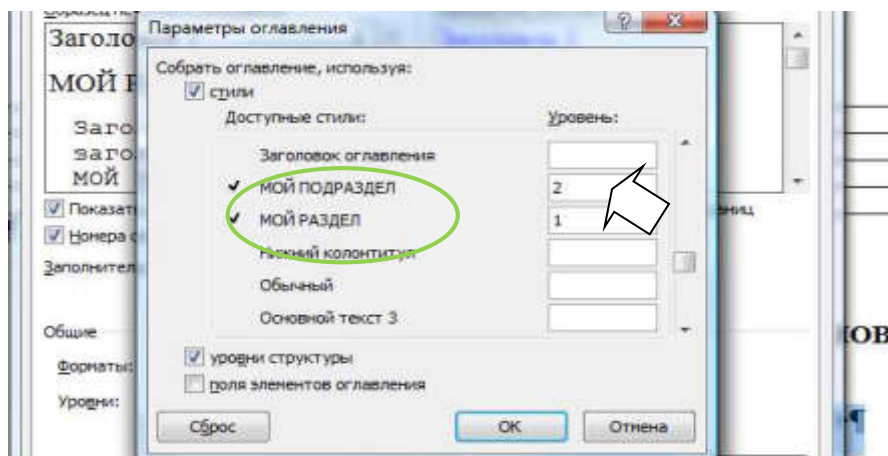 Параметры оглавления
Заголо
Собрать оглавление, используя:
стили
МОЙ Р
Доступные стили: Уровень:
Заго
Заголовок оглавления
заго
МОЙ ПОДРАЗДЕЛ 2
МОЙ
Показат
МОЙ РАЗДЕЛ 1
ниц
Номера с
Нижний колонтитул
Заполнител
Обычный
Основной текст 3
Общие
ОВ
уровни структуры
Форматы:
поля элементов оглавления
Уровни:
Сброс ОК Отмена
¶